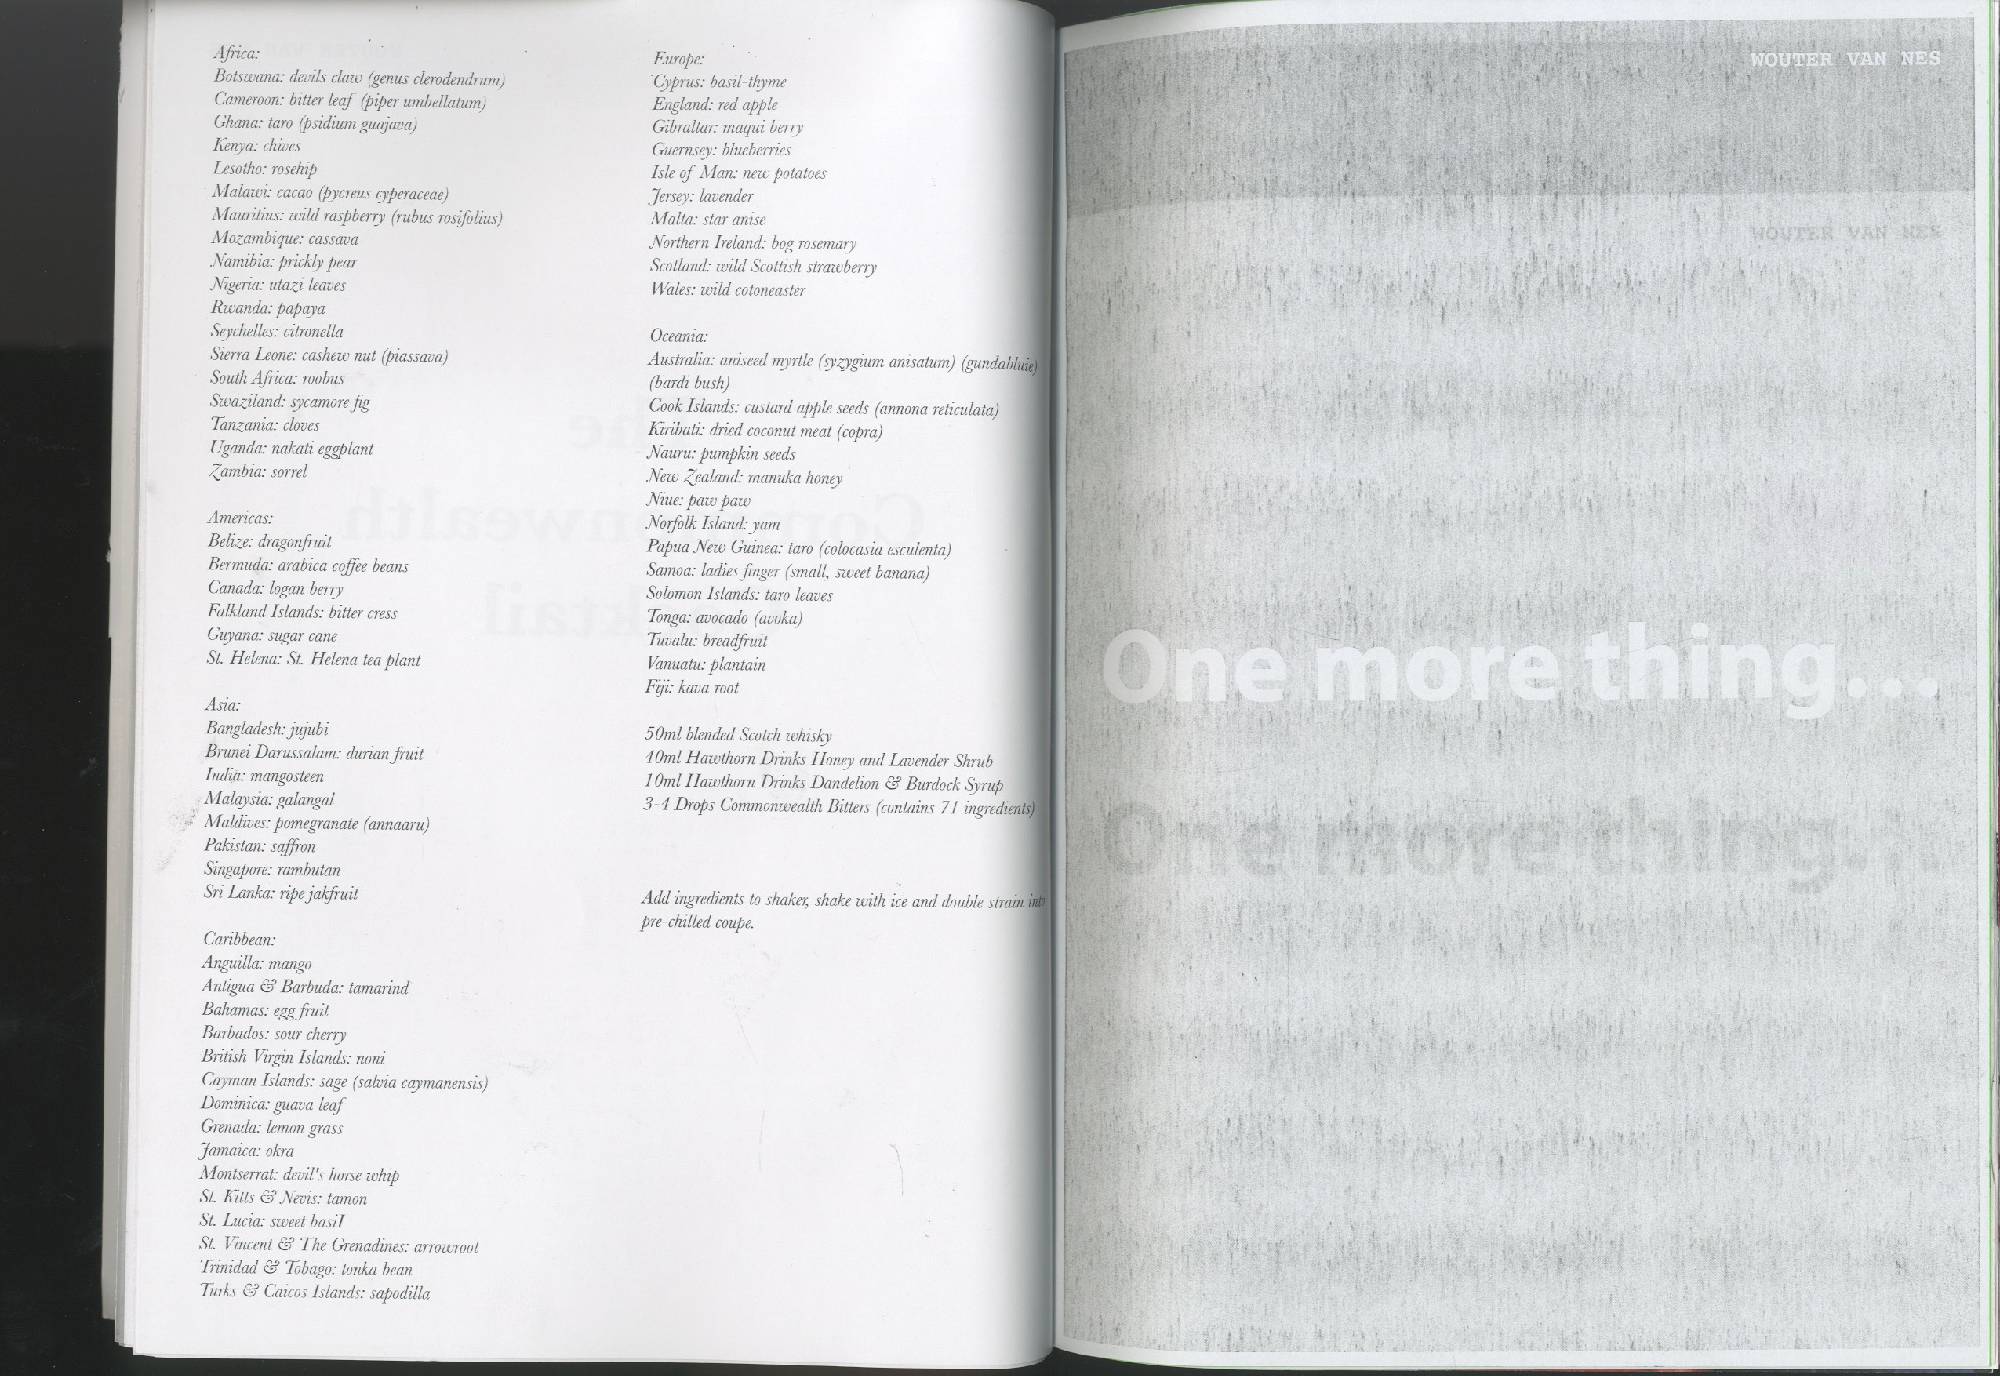 Africa:
Botswana: devils claw (genus clerodendrum)
Cameroon: bitter leaf (piper umbellatum)
Ghana: taro (psidium guajava)
Kenya: chives
Lesotho: rosehip
Malawi: cacao (pycreus cyperaceae)
Mauritius: wild raspberry (rubus rosifolius)
Mozambique: cassava
Namibia: prickly pear
Nigeria: utazi leaves
Rwanda: papaya
Seychelles: citronella
Sierra Leone: cashew nut (piassava)
South Africa: roobus
Swaziland: sycamore fig
Tanzania: cloves
Uganda: nakati eggplant
Zambia: sorrel
Americas:
Belize: dragonfruit
Bermuda: arabica coffee beans
Canada: logan berry
Falkland Islands: bitter cress
Guyana: sugar cane
St. Helena: St. Helena tea plant
Asia:
Bangladesh: jujubi
Brunei Darussalam: durian fruit
India: mangosteen
Malaysia: galangal
Maldives: pomegranate (annaaru)
Pakistan: saffron
Singapore: rambutan
Sri Lanka: ripe jakfruit
Caribbean:
Anguilla: mango
Antigua & Barbuda: tamarind
Bahamas: egg fruit
Barbados: sour cherry
British Virgin Islands: noni
Cayman Islands: sage (salvia caymanensis)
Dominica: guava leaf
Grenada: lemon grass
Jamaica: okra
Montserrat: devil's horse whip
St. Kitts & Nevis: tamon
St. Lucia: sweet basil
St. Vincent & The Grenadines: arrowroot
Trinidad & Tobago: tonka bean
Turks & Caicos Islands: sapodilla
Europe:
Cyprus: basil-thyme
England: red apple
Gibraltar: maqui berry
Guernsey: blueberries
Isle of Man: new potatoes
Jersey: lavender
Malta: star anise
Northern Ireland: bog rosemary
Scotland: wild Scottish strawberry
Wales: wild cotoneaster
Oceania:
Australia: aniseed myrtle (syzygium anisatum) (gundabluie)
(bardi bush)
Cook Islands: custard apple seeds (annona reticulata)
Kiribati: dried coconut meat (copra)
Nauru: pumpkin seeds
New Zealand: manuka honey
Niue: paw paw
Norfolk Island: yam
Papua New Guinea: taro (colocasia esculenta)
Samoa: ladies finger (small, sweet banana)
Solomon Islands: taro leaves
Tonga: avocado (avoka)
Tuvalu: breadfruit
Vanuatu: plantain
Fiji: kava root
50ml blended Scotch whisky
40ml Hawthorn Drinks Honey and Lavender Shrub
10ml Hawthorn Drinks Dandelion & Burdock Syrup
3-4 Drops Commonwealth Bitters (contains 71 ingredients)
Add ingredients to shaker, shake with ice and double strain into
pre-chilled coupe.
WOUTER VAN NES
WOUTER VAN NES
One more thing...
One more thing...